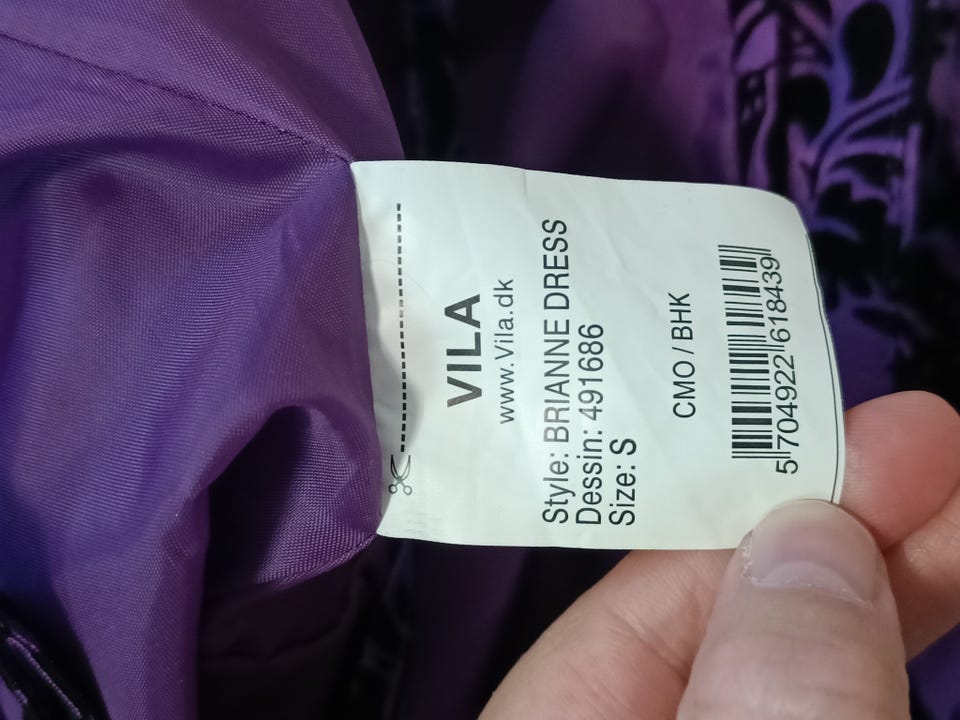 VILA
www.Vila.dk
Style: BRIANNE DRESS
Dessin: 491686
Size: S
CMO / BHK
5 704922 618439